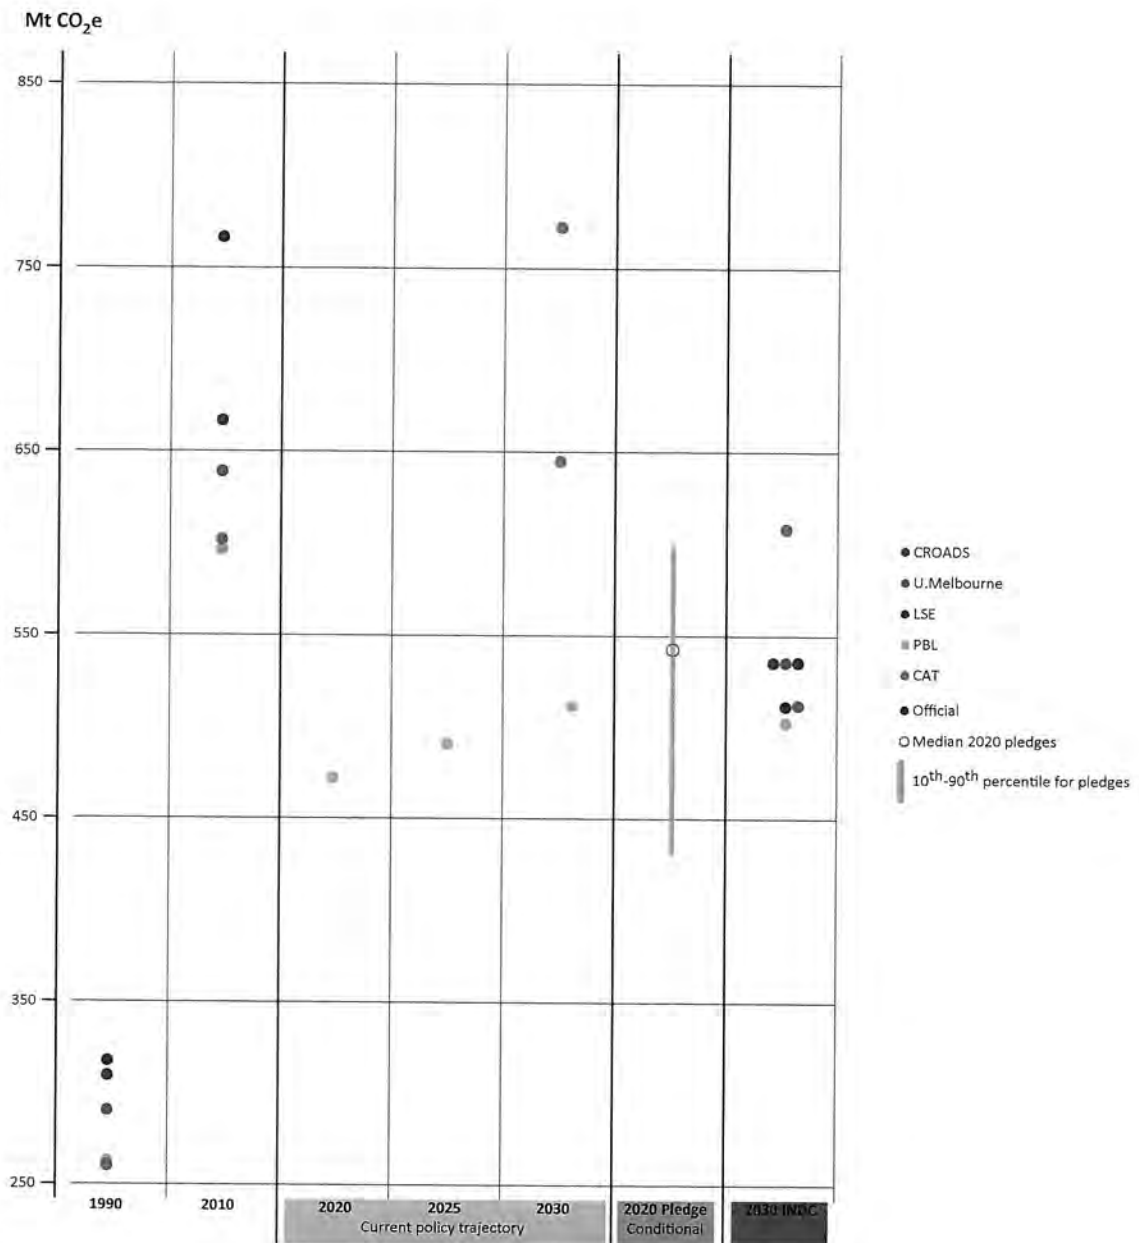 Mt CO2e
850
750
650
550
450
350
250
1990
2010
2020
2025
2030
Current policy trajectory
2020 Pledge
Conditional
2030 INDC
CROADS
U.Melbourne
LSE
PBL
CAT
Official
Median 2020 pledges
10th-90th percentile for pledges